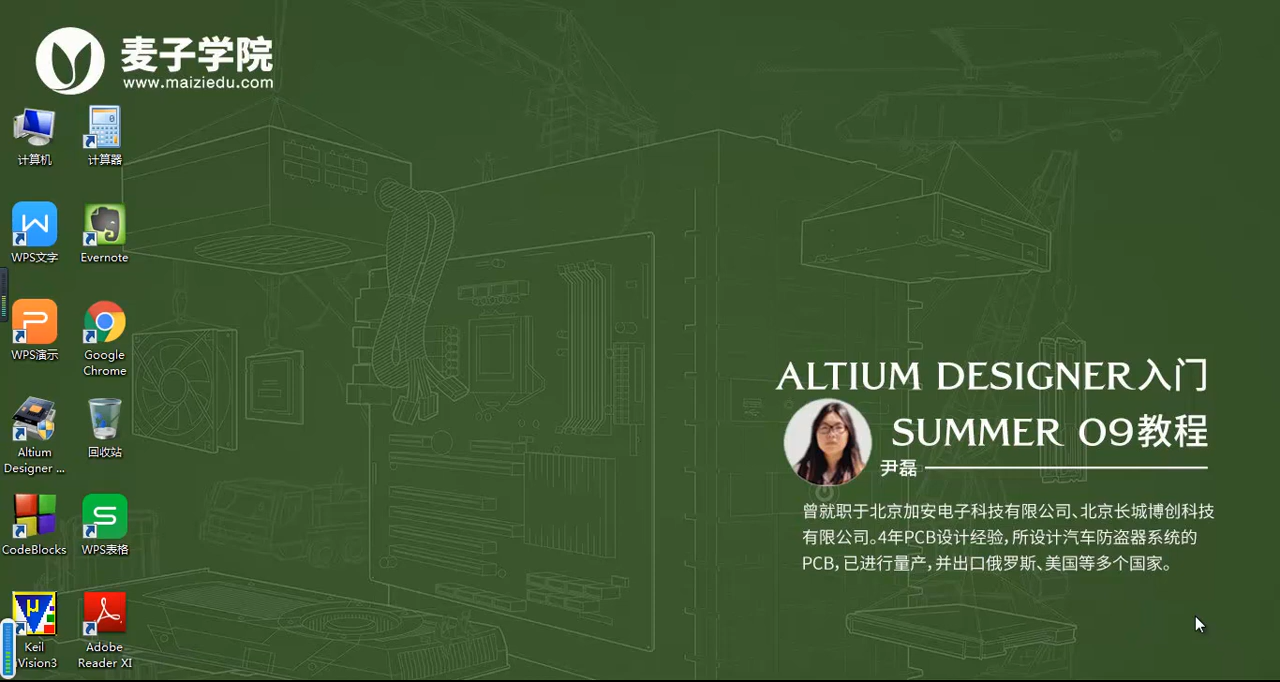 麦子学院
www.maiziedu.com
计算机
计算器
WPS文字
Evernote
WPS演示
Google
Chrome
Altium
Designer ...
回收站
CodeBlocks
WPS表格
Keil
uVision3
Adobe
Reader XI
ALTIUM DESIGNER入门
SUMMER 09教程
尹磊
曾就职于北京加安电子科技有限公司、北京长城博创科技
有限公司。4年PCB设计经验,所设计汽车防盗器系统的
PCB,已进行量产,并出口俄罗斯、美国等多个国家。